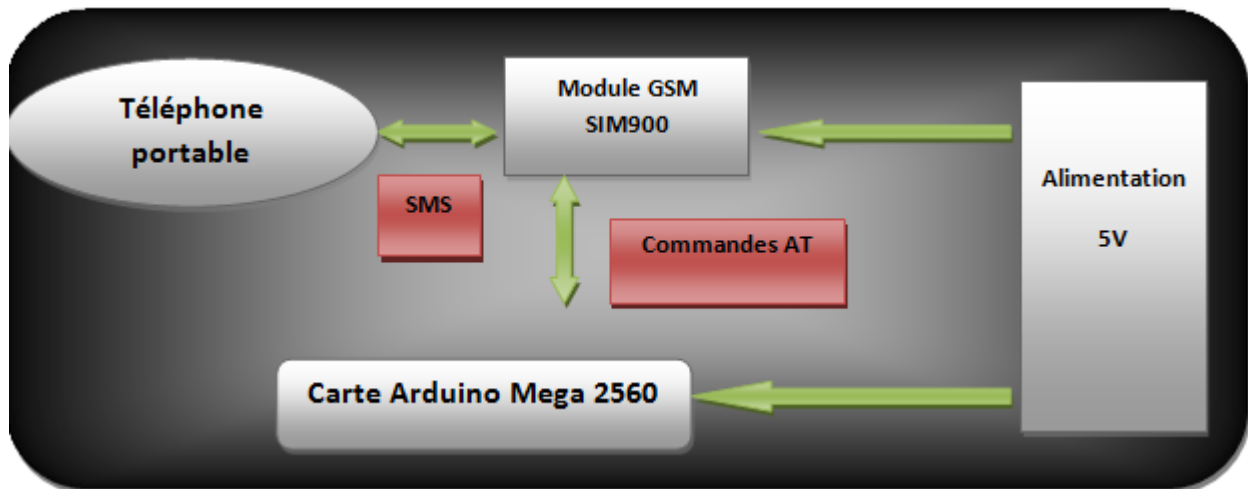 Téléphone
portable
Module GSM
SIM900
SMS
Commandes AT
Alimentation
5V
Carte Arduino Mega 2560